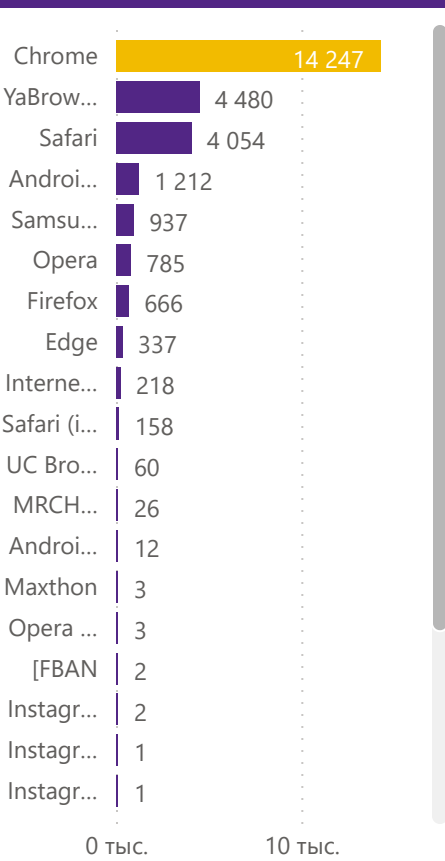 Chrome 14 247
YaBrow... 4 480
Safari 4 054
Androi... 1 212
Samsu... 937
Opera 785
Firefox 666
Edge 337
Interne... 218
Safari (i... 158
UC Bro... 60
MRCH... 26
Androi... 12
Maxthon 3
Opera ... 3
[FBAN 2
Instagr... 2
Instagr... 1
Instagr... 1
0 тыс. 10 тыс.